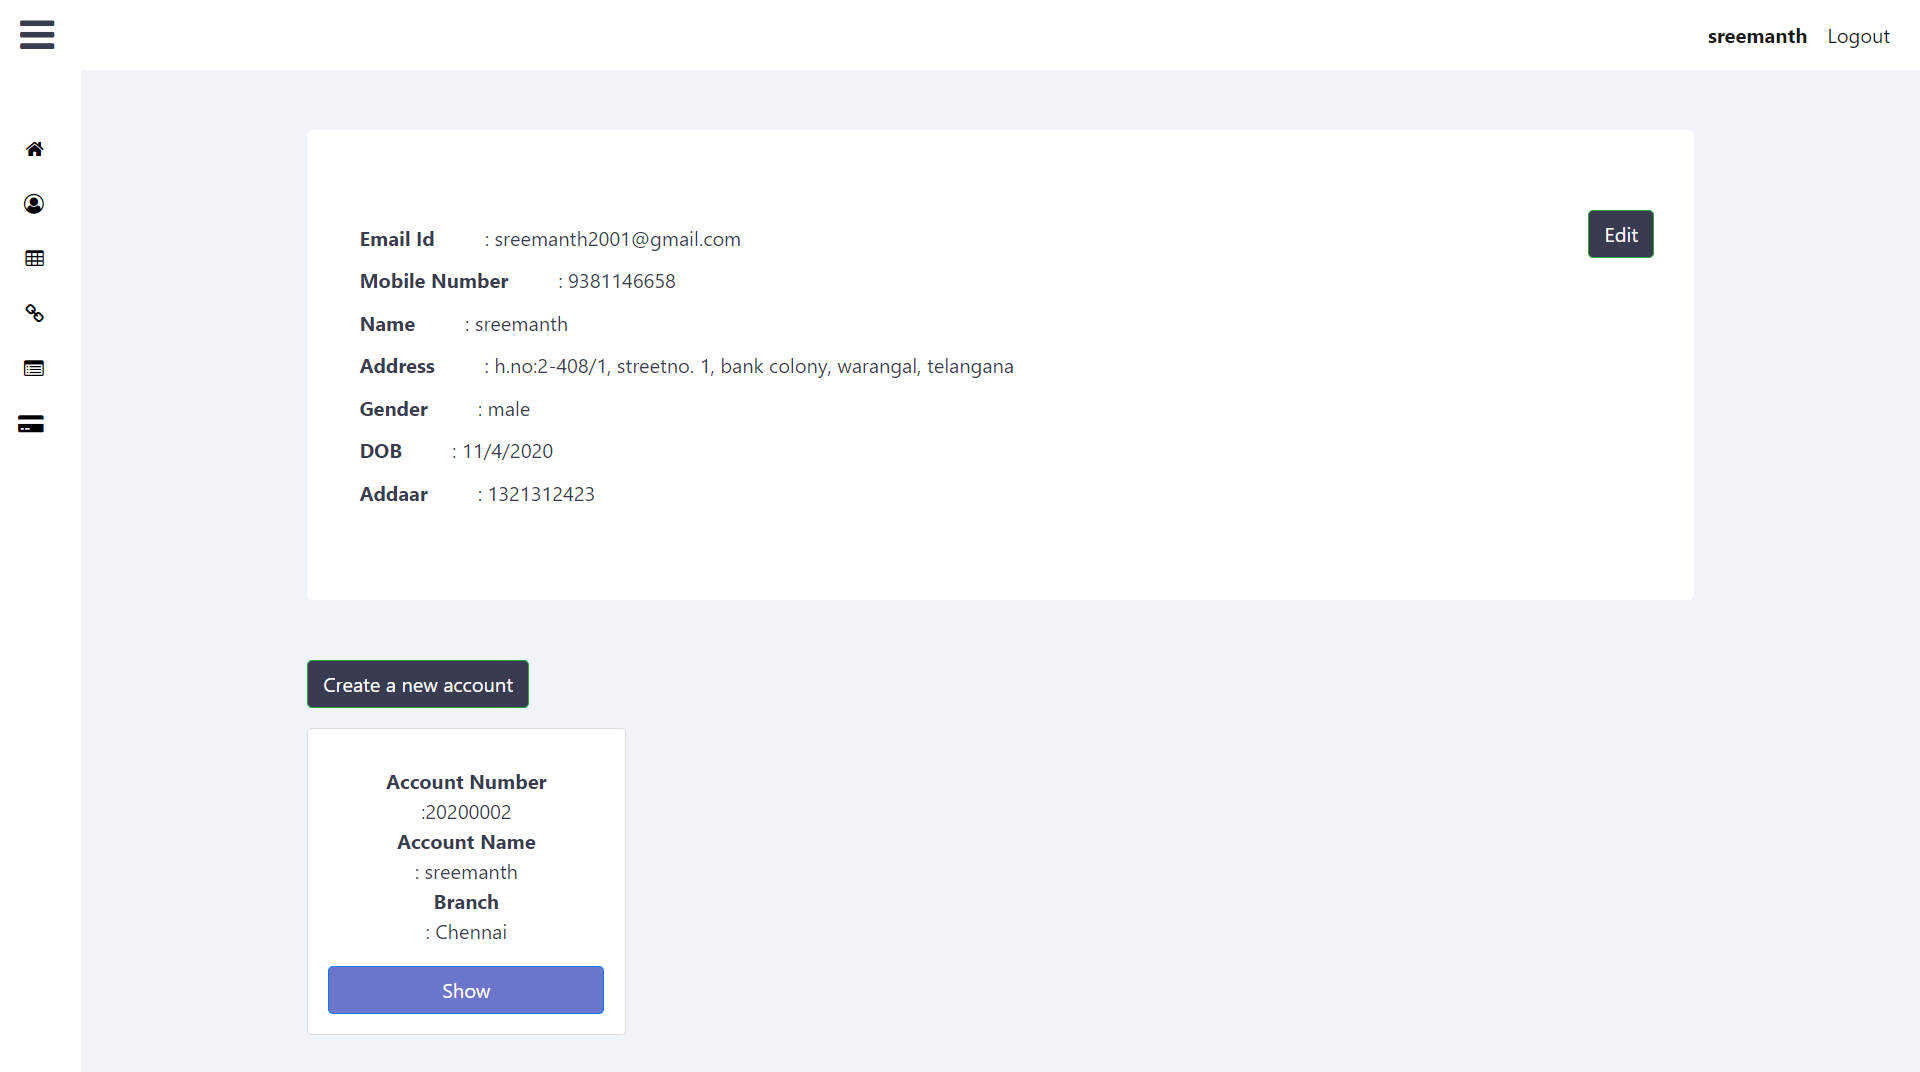 sreemanth Logout
Email Id : sreemanth2001@gmail.com
Edit
Mobile Number : 9381146658
Name : sreemanth
Address : h.no:2-408/1, streetno. 1, bank colony, warangal, telangana
Gender : male
DOB : 11/4/2020
Addaar : 1321312423
Create a new account
Account Number
:20200002
Account Name
: sreemanth
Branch
: Chennai
Show